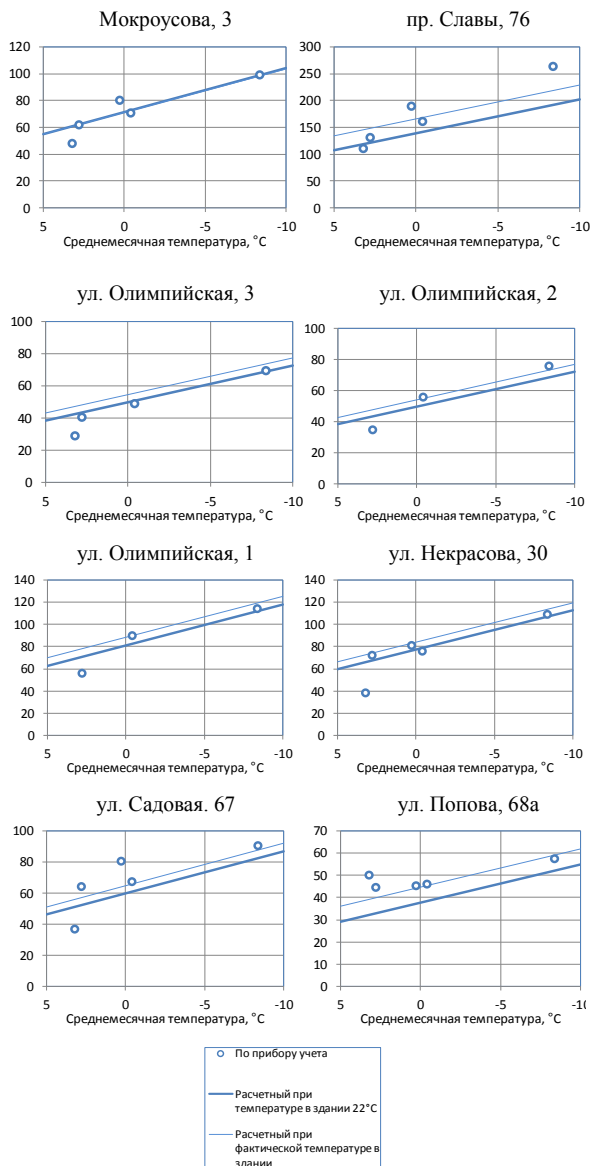 Мокроусова, 3
120
100
80
60
40
20
0
5 0 -5 -10
Среднемесячная температура, °С
пр. Славы, 76
300
250
200
150
100
50
0
5 0 -5 -10
Среднемесячная температура, °С
ул. Олимпийская, 3
100
80
60
40
20
0
5 0 -5 -10
Среднемесячная температура, °С
ул. Олимпийская, 2
100
80
60
40
20
0
5 0 -5 -10
Среднемесячная температура, °С
ул. Олимпийская, 1
140
120
100
80
60
40
20
0
5 0 -5 -10
Среднемесячная температура, °С
ул. Некрасова, 30
140
120
100
80
60
40
20
0
5 0 -5 -10
Среднемесячная температура, °С
ул. Садовая. 67
100
80
60
40
20
0
5 0 -5 -10
Среднемесячная температура, °С
ул. Попова, 68а
70
60
50
40
30
20
10
0
5 0 -5 -10
Среднемесячная температура, °С
По прибору учета
Расчетный при
температуре в здании 22°С
Расчетный при
фактической температуре в
здании